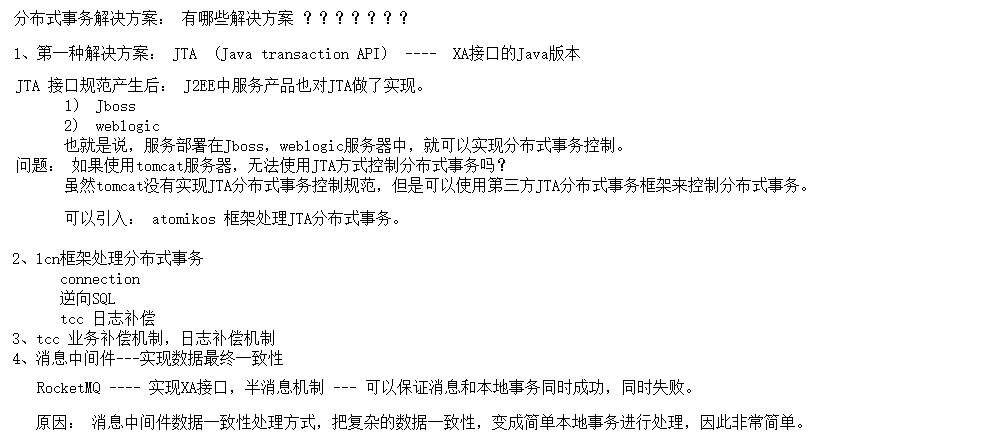 分布式事务解决方案： 有哪些解决方案 ？？？？？？？
1、第一种解决方案： JTA （Java transaction API） ---- XA接口的Java版本
JTA 接口规范产生后： J2EE中服务产品也对JTA做了实现。
1） Jboss
2） weblogic
也就是说，服务部署在Jboss，weblogic服务器中，就可以实现分布式事务控制。
问题： 如果使用tomcat服务器，无法使用JTA方式控制分布式事务吗？
虽然tomcat没有实现JTA分布式事务控制规范，但是可以使用第三方JTA分布式事务框架来控制分布式事务。
可以引入： atomikos 框架处理JTA分布式事务。
2、lcn框架处理分布式事务
connection
逆向SQL
tcc 日志补偿
3、tcc 业务补偿机制，日志补偿机制
4、消息中间件---实现数据最终一致性
RocketMQ ---- 实现XA接口，半消息机制 --- 可以保证消息和本地事务同时成功，同时失败。
原因： 消息中间件数据一致性处理方式，把复杂的数据一致性，变成简单本地事务进行处理，因此非常简单。